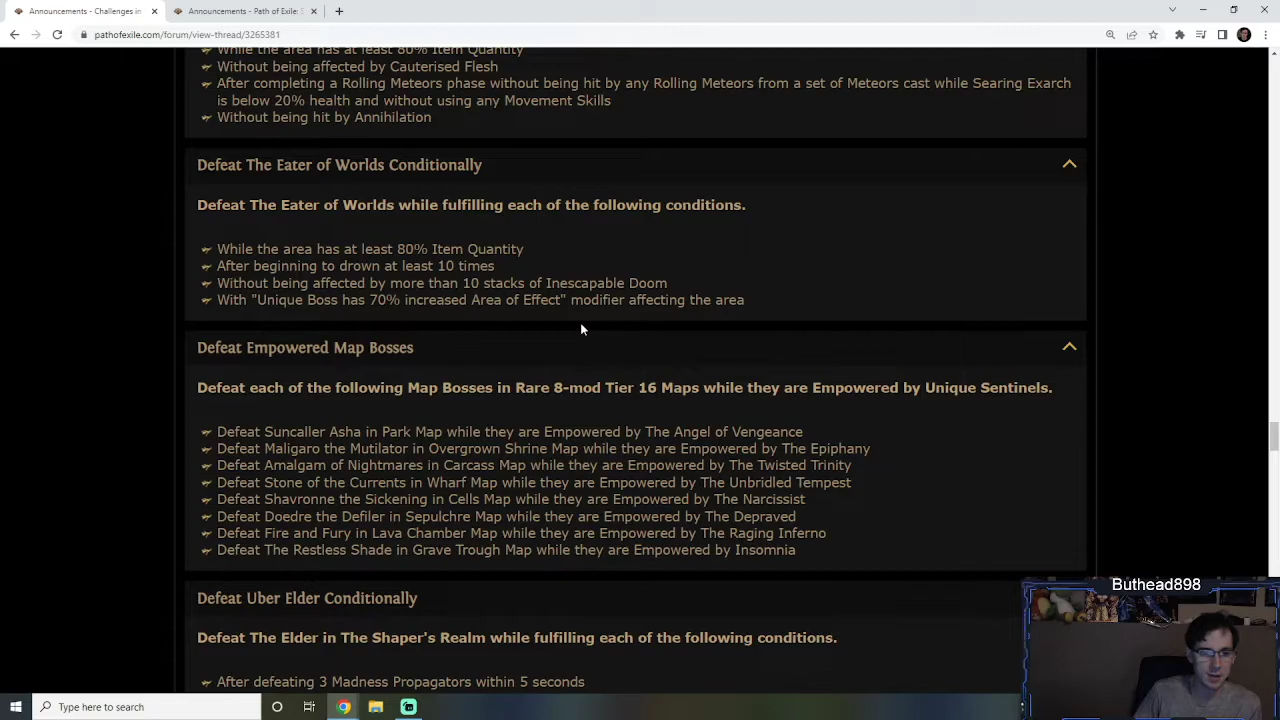 Announcements - Challenges in
Announcements - Path of Exile: S
pathofexile.com/forum/view-thread/3265381
While the area has at least 80% Item Quantity
Without being affected by Cauterised Flesh
After completing a Rolling Meteors phase without being hit by any Rolling Meteors from a set of Meteors cast while Searing Exarch
is below 20% health and without using any Movement Skills
Without being hit by Annihilation
Defeat The Eater of Worlds Conditionally
Defeat The Eater of Worlds while fulfilling each of the following conditions.
While the area has at least 80% Item Quantity
After beginning to drown at least 10 times
Without being affected by more than 10 stacks of Inescapable Doom
With "Unique Boss has 70% increased Area of Effect" modifier affecting the area
Defeat Empowered Map Bosses
Defeat each of the following Map Bosses in Rare 8-mod Tier 16 Maps while they are Empowered by Unique Sentinels.
Defeat Suncaller Asha in Park Map while they are Empowered by The Angel of Vengeance
Defeat Maligaro the Mutilator in Overgrown Shrine Map while they are Empowered by The Epiphany
Defeat Amalgam of Nightmares in Carcass Map while they are Empowered by The Twisted Trinity
Defeat Stone of the Currents in Wharf Map while they are Empowered by The Unbridled Tempest
Defeat Shavronne the Sickening in Cells Map while they are Empowered by The Narcissist
Defeat Doedre the Defiler in Sepulchre Map while they are Empowered by The Depraved
Defeat Fire and Fury in Lava Chamber Map while they are Empowered by The Raging Inferno
Defeat The Restless Shade in Grave Trough Map while they are Empowered by Insomnia
Defeat Uber Elder Conditionally
Defeat The Elder in The Shaper's Realm while fulfilling each of the following conditions.
After defeating 3 Madness Propagators within 5 seconds
Buthead898
Type here to search